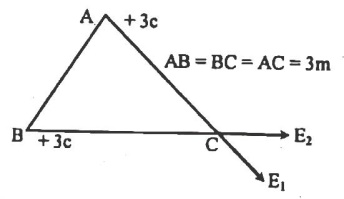 A +3c
AB = BC = AC = 3m
B +3c
C
E₂
E₁